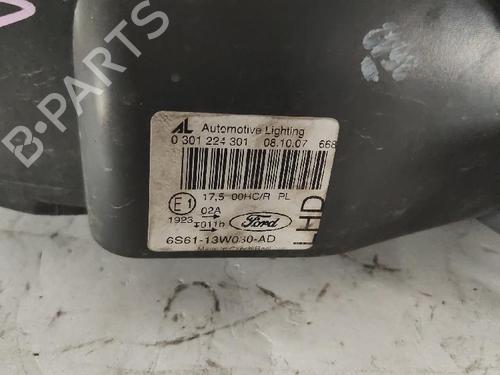 B-PARTS
AL Automotive Lighting
0 301 224 301 08.10.07 668
17,5 00HC/R PL
E1 02A
1923
Ford
6S61-13W030-AD
LHD